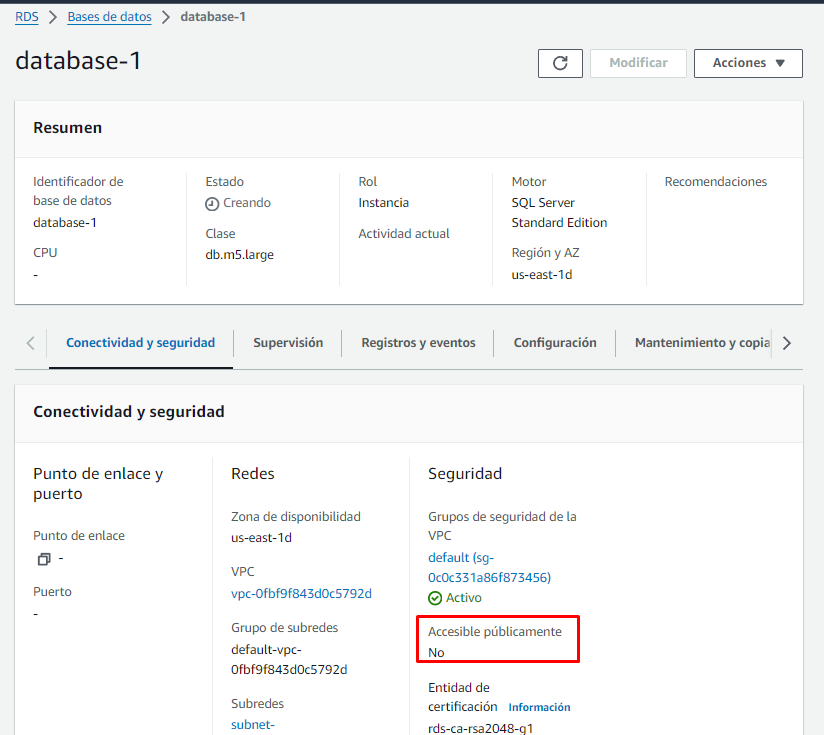 RDS > Bases de datos > database-1
database-1
Modificar
Acciones
Resumen
Identificador de
base de datos
database-1
CPU
-
Estado
Creando
Clase
db.m5.large
Rol
Instancia
Actividad actual
Motor
SQL Server
Standard Edition
Región y AZ
us-east-1d
Recomendaciones
Conectividad y seguridad
Supervisión
Registros y eventos
Configuración
Mantenimiento y copia
Conectividad y seguridad
Punto de enlace y
puerto
Punto de enlace
-
Puerto
-
Redes
Zona de disponibilidad
us-east-1d
VPC
vpc-0fbf9f843d0c5792d
Grupo de subredes
default-vpc-
0fbf9f843d0c5792d
Subredes
subnet-
Seguridad
Grupos de seguridad de la
VPC
default (sg-
0c0c331a86f873456)
Activo
Accesible públicamente
No
Entidad de
certificación Información
rds-ca-rsa2048-g1